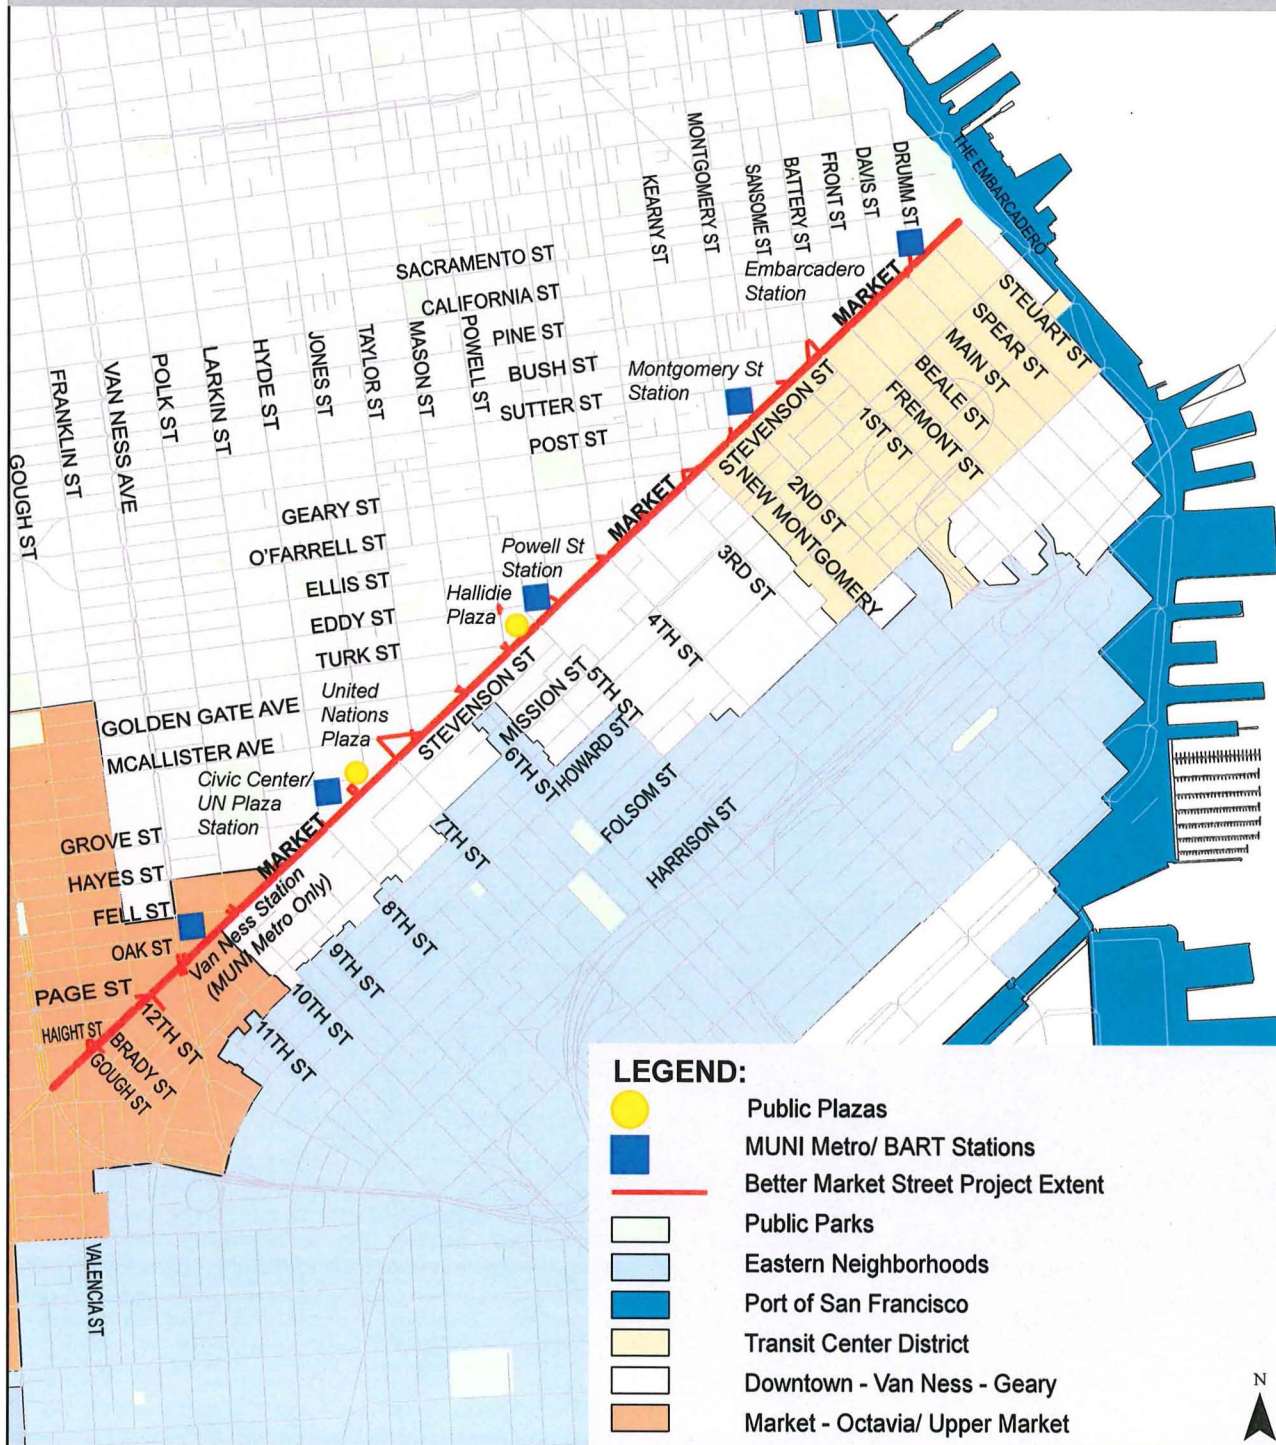 THE EMBARCADERO
MONTGOMERY ST
DRUMM ST
DAVIS ST
FRONT ST
BATTERY ST
SANSOME ST
KEARNY ST
SACRAMENTO ST
Embarcadero
Station
MARKET
STEUART ST
CALIFORNIA ST
SPEAR ST
PINE ST
MAIN ST
POWELL ST
MASON ST
TAYLOR ST
JONES ST
HYDE ST
LARKIN ST
POLK ST
VAN NESS AVE
FRANKLIN ST
GOUGH ST
BUSH ST
Montgomery St
Station
BEALE ST
FREMONT ST
1ST ST
STEVENSON ST
SUTTER ST
POST ST
2ND ST
NEW MONTGOMERY
S
MARKET
GEARY ST
O'FARRELL ST
Powell St
Station
3RD ST
ELLIS ST
Hallidie
Plaza
EDDY ST
4TH ST
TURK ST
STEVENSON ST
MISSION ST
5TH ST
United
Nations
Plaza
GOLDEN GATE AVE
MCALLISTER AVE
6TH ST
HOWARD ST
FOLSOM ST
HARRISON ST
Civic Center/
UN Plaza
Station
MARKET
7TH ST
GROVE ST
HAYES ST
FELL ST
Van Ness Station
(MUNI Metro Only)
8TH ST
OAK ST
9TH ST
PAGE ST
10TH ST
HAIGHT ST
12TH ST
11TH ST
BRADY ST
GOUGH ST
VALENCIA ST
LEGEND:
Public Plazas
MUNI Metro/ BART Stations
Better Market Street Project Extent
Public Parks
Eastern Neighborhoods
Port of San Francisco
Transit Center District
Downtown - Van Ness - Geary
Market - Octavia/ Upper Market
N